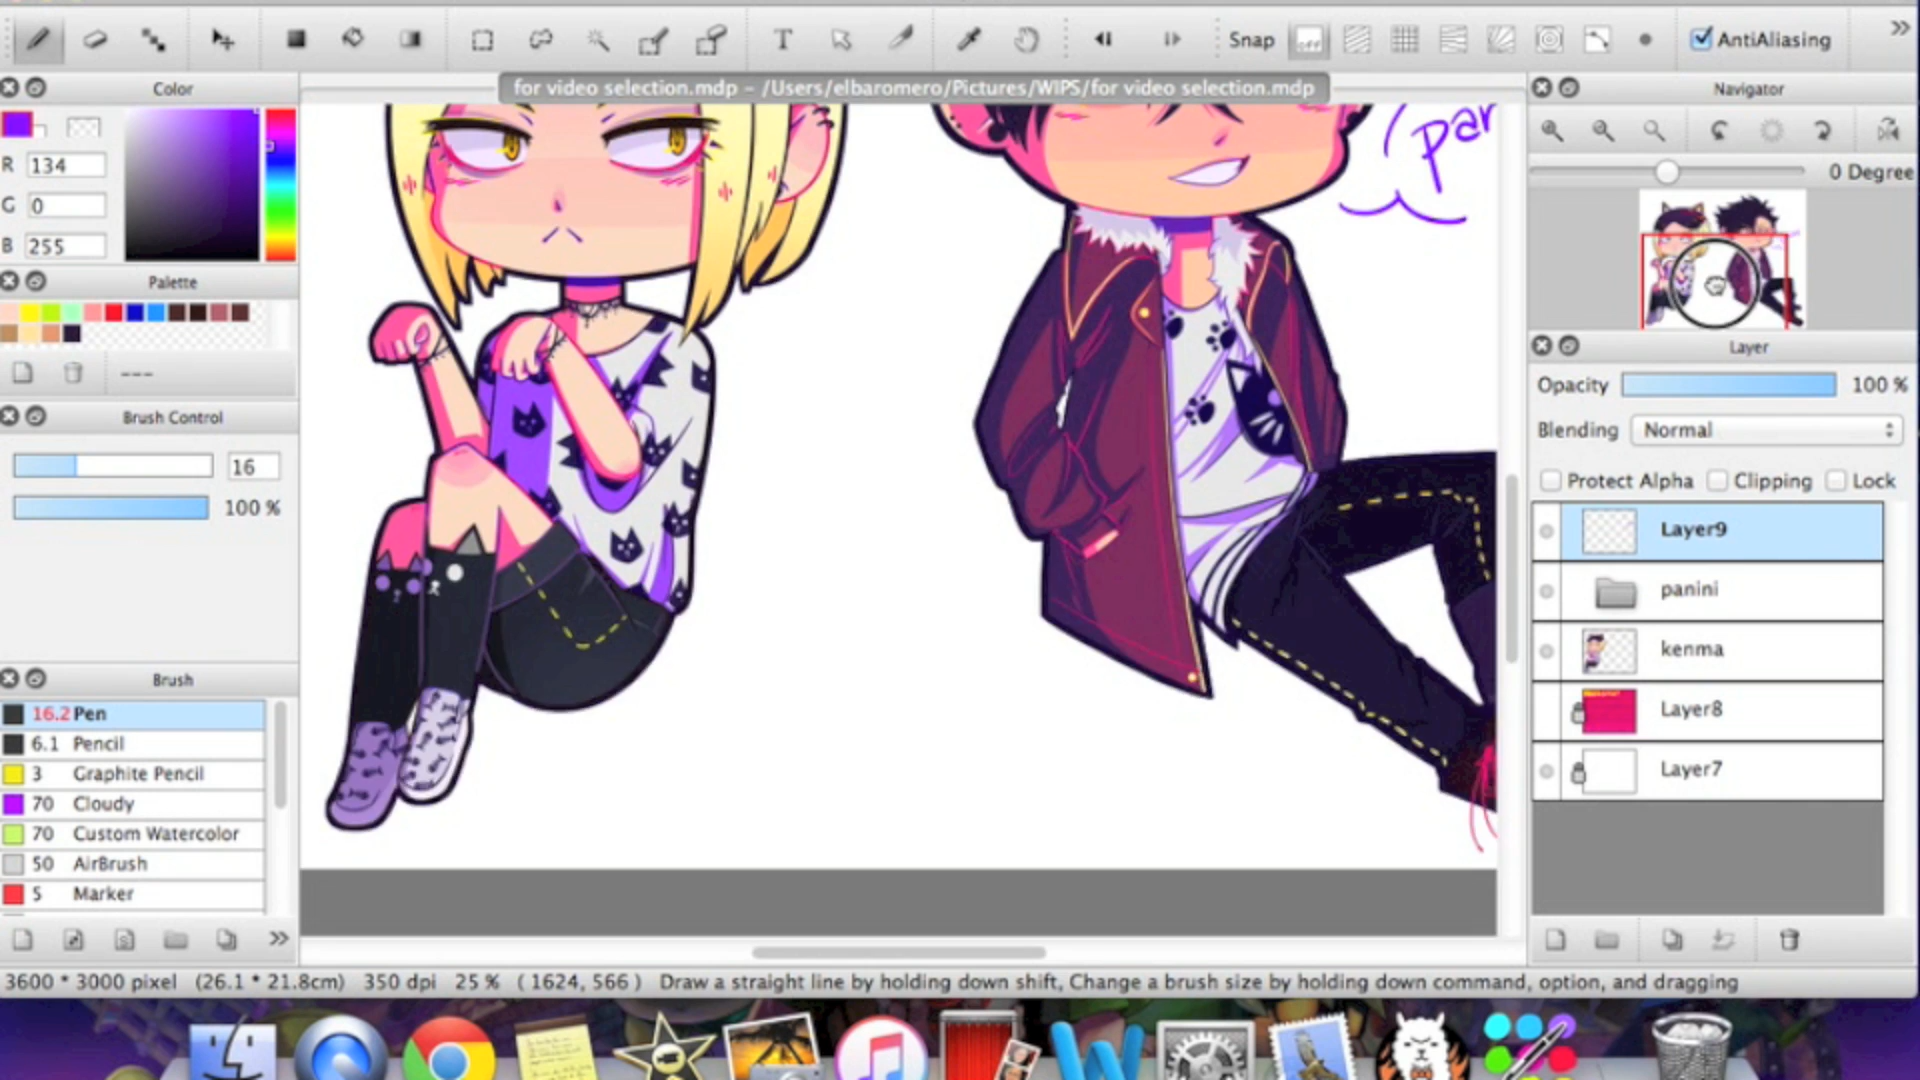 Snap
off
AntiAliasing
Color
for video selection.mdp – /Users/elbaromero/Pictures/WIPS/for video selection.mdp
Navigator
R 134
G 0
B 255
0 Degree
Palette
---
Layer
Opacity 100 %
Blending Normal
Protect Alpha Clipping Lock
Brush Control
16
100 %
Layer9
panini
kenma
Layer8
Layer7
Brush
16.2 Pen
6.1 Pencil
3 Graphite Pencil
70 Cloudy
70 Custom Watercolor
50 AirBrush
5 Marker
par
3600 * 3000 pixel (26.1 * 21.8cm) 350 dpi 25 % ( 1624, 566 ) Draw a straight line by holding down shift, Change a brush size by holding down command, option, and dragging